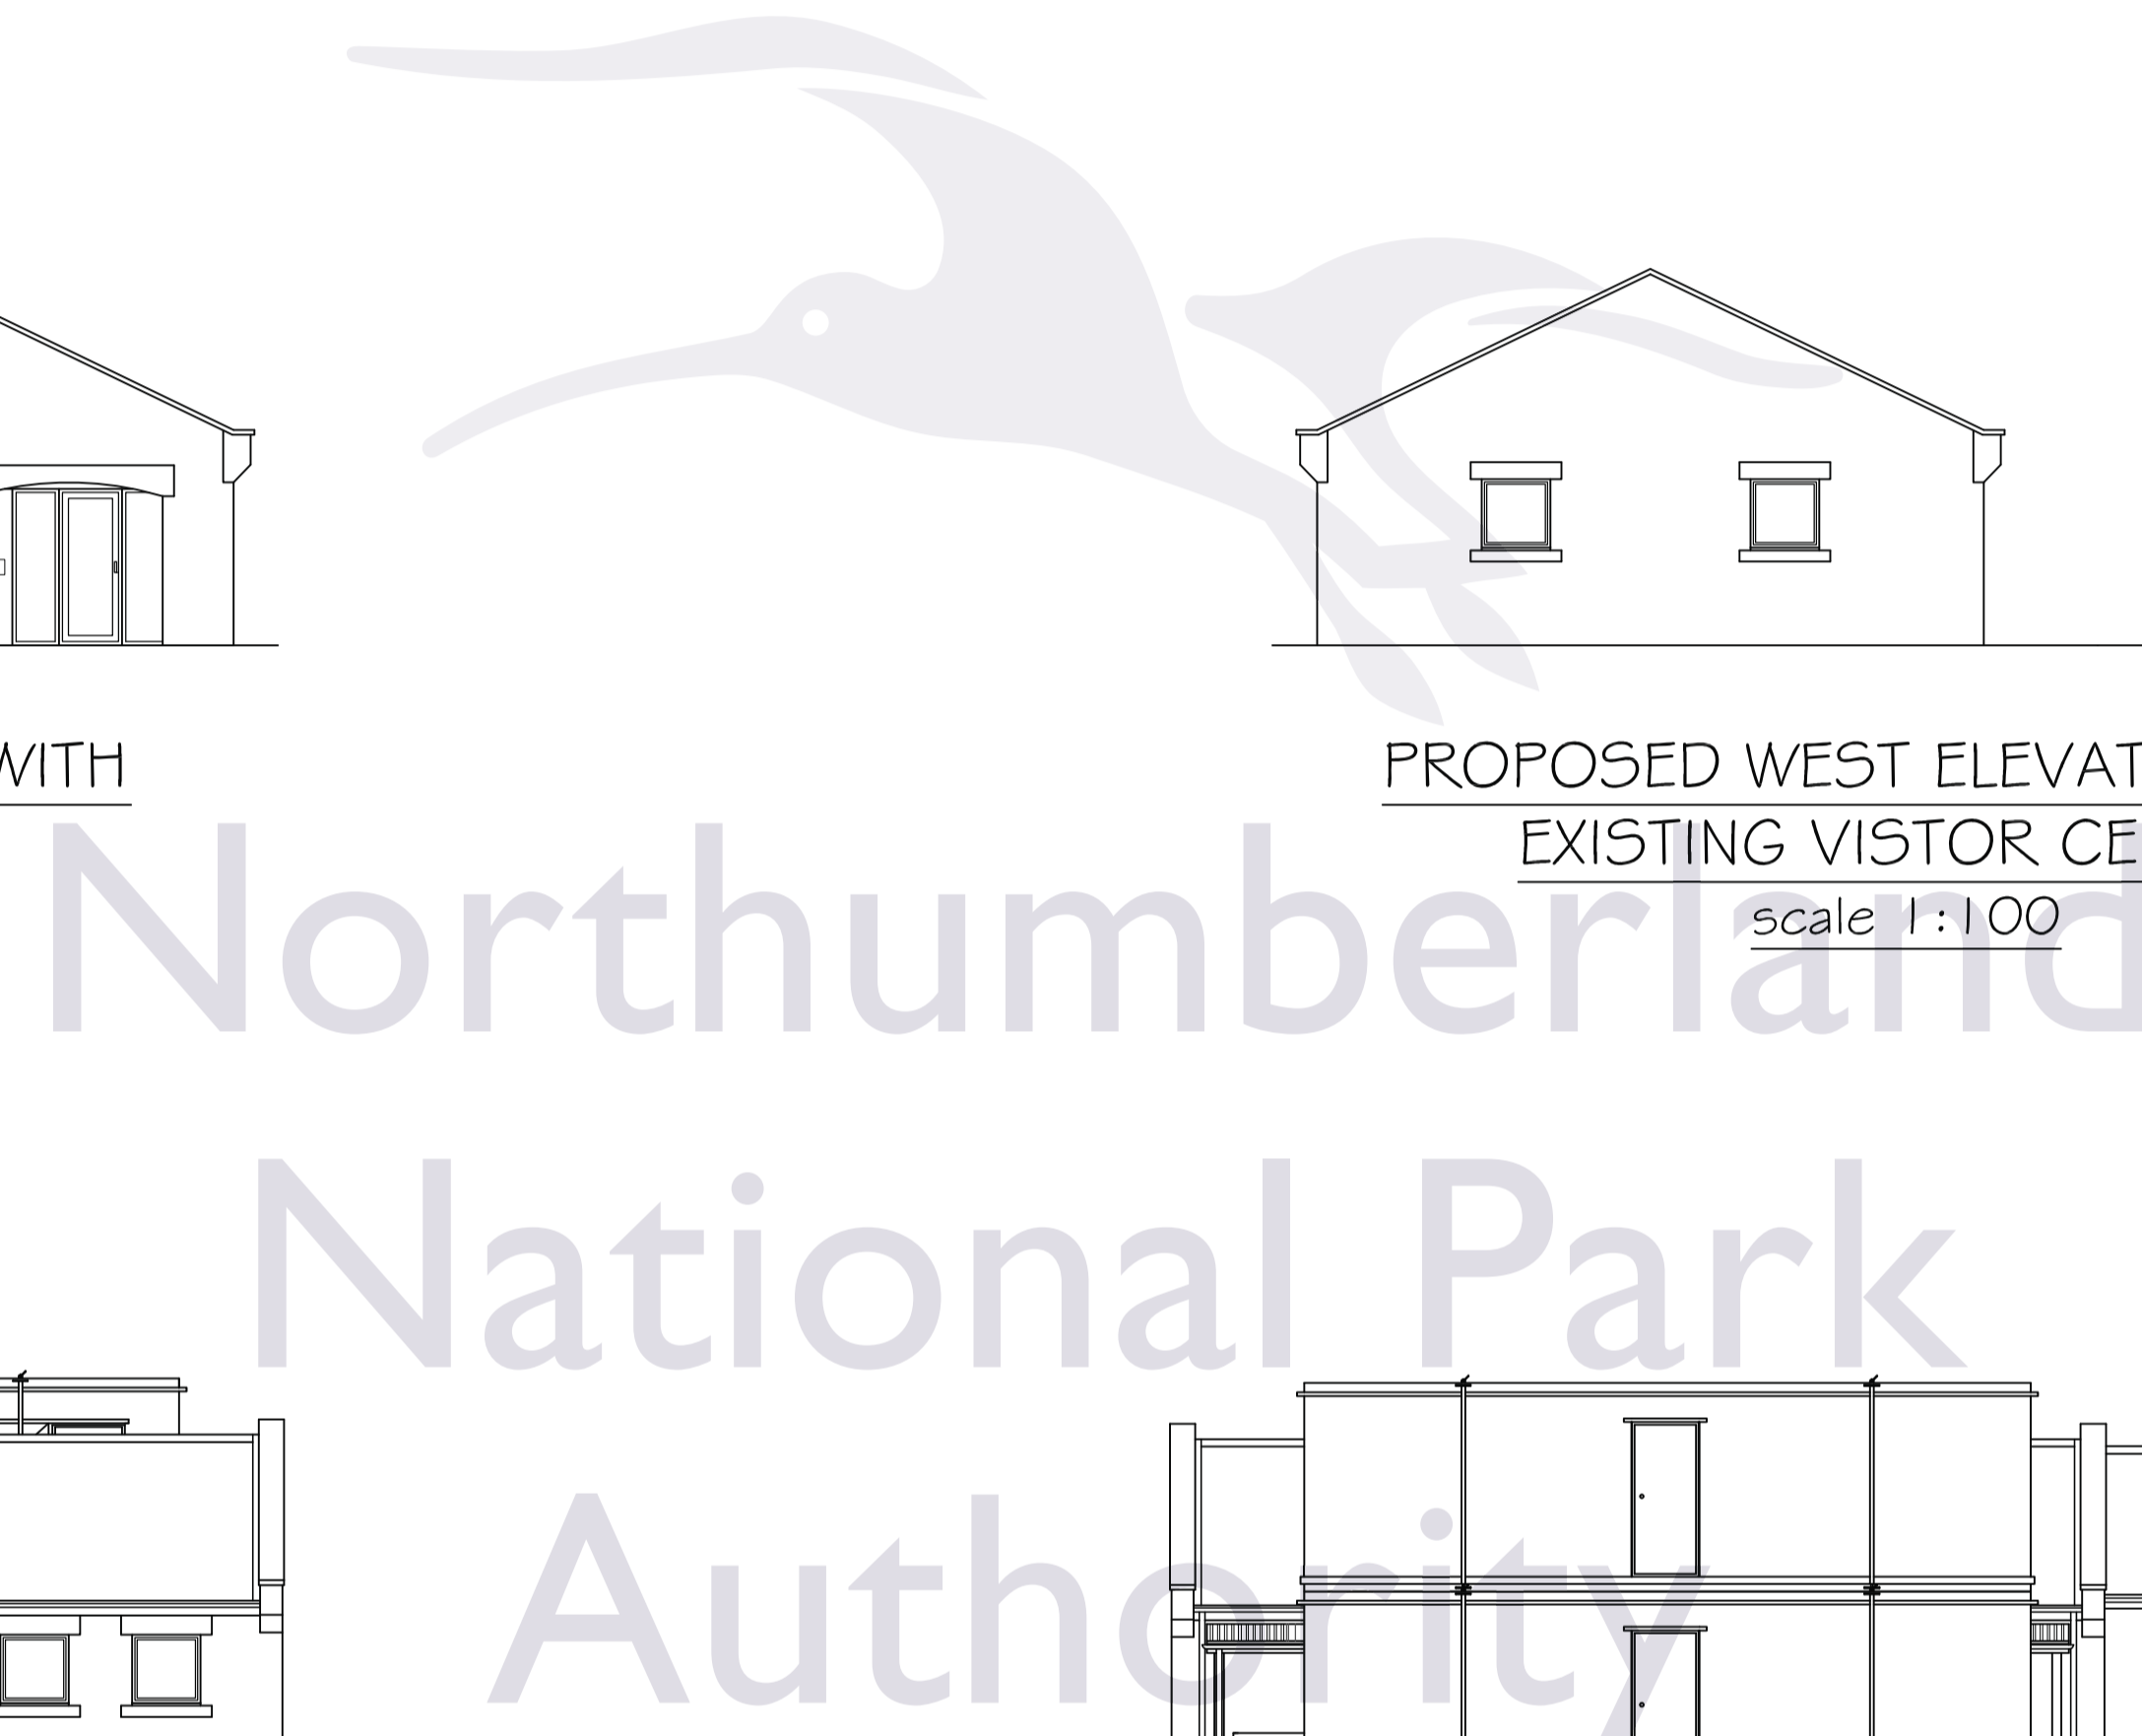 WITH
PROPOSED WEST ELEVAT
EXISTING VISTOR CE
scale 1:100
Northumberland
National Park
Authority